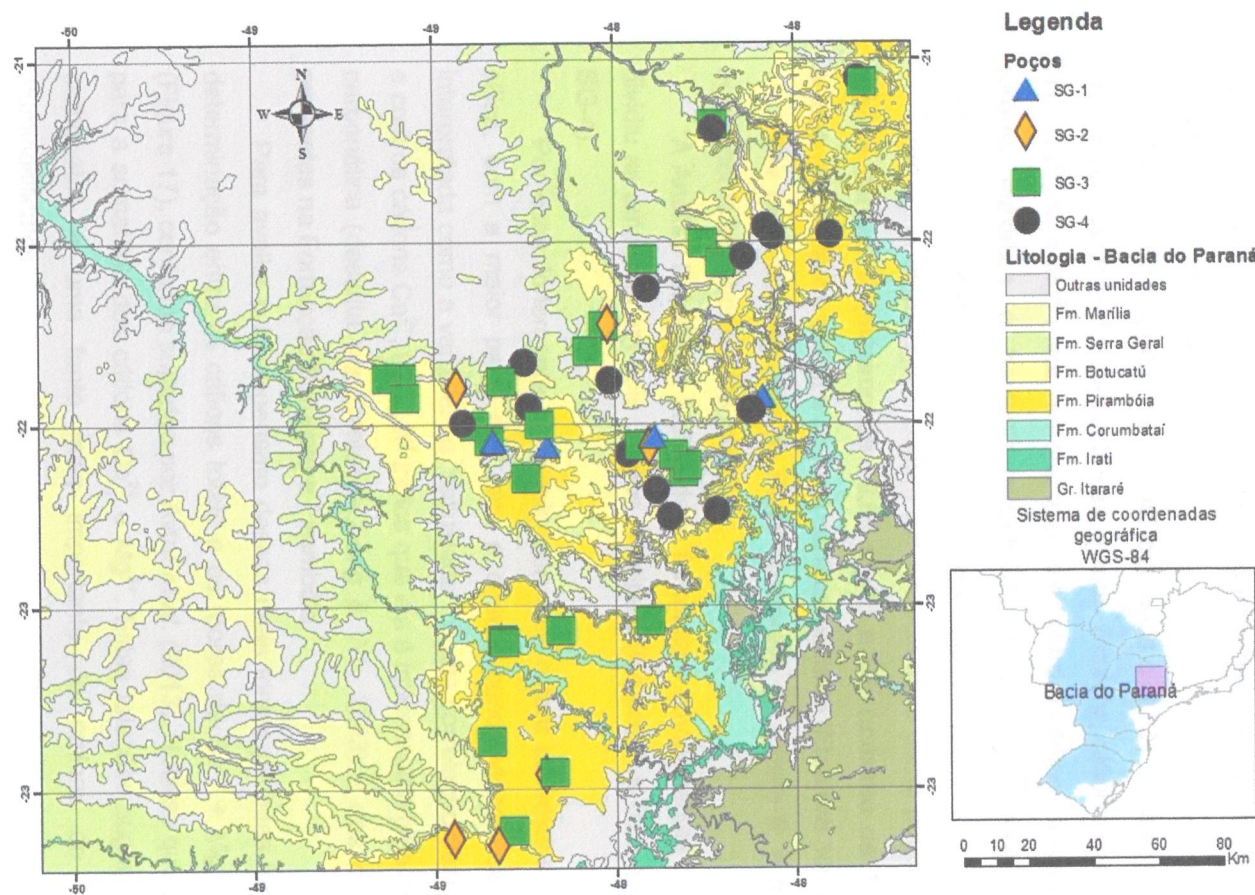 -50 -49 -49 -48 -48
-21 -21
-22 -22
-22 -22
-23 -23
-23 -23
-50 -49 -49 -48 -48
N
W E
S
Legenda
Poços
SG-1
SG-2
SG-3
SG-4
Litologia - Bacia do Paraná
Outras unidades
Fm. Marília
Fm. Serra Geral
Fm. Botucatú
Fm. Pirambóia
Fm. Corumbataí
Fm. Irati
Gr. Itararé
Sistema de coordenadas
geográfica
WGS-84
Bacia do Paraná
0 10 20 40 60 80
Km